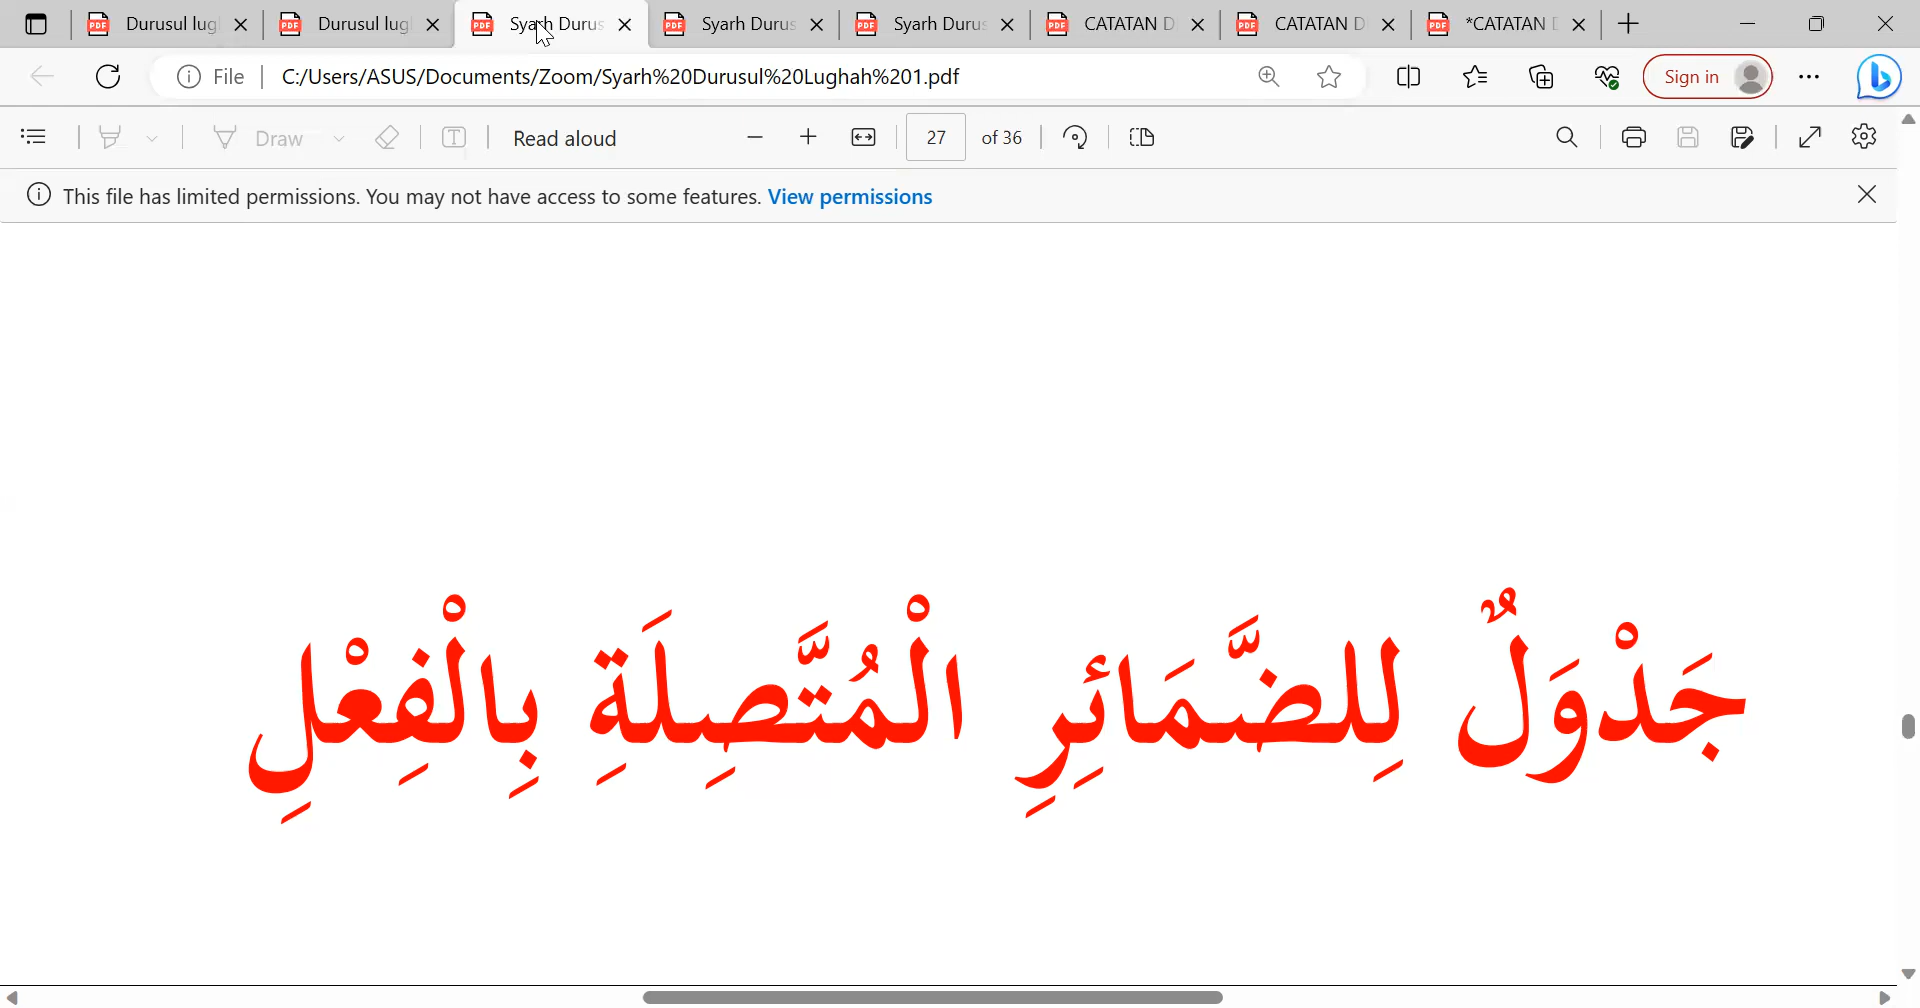 Durusul lug
Durusul lug
Syarh Durus
Syarh Durus
Syarh Durus
CATATAN D
CATATAN D
*CATATAN D
File
C:/Users/ASUS/Documents/Zoom/Syarh%20Durusul%20Lughah%201.pdf
Sign in
Draw
Read aloud
27 of 36
This file has limited permissions. You may not have access to some features. View permissions
جَدْوَلٌ لِلضَّمَائِرِ الْمُتَّصِلَةِ بِالْفِعْلِ